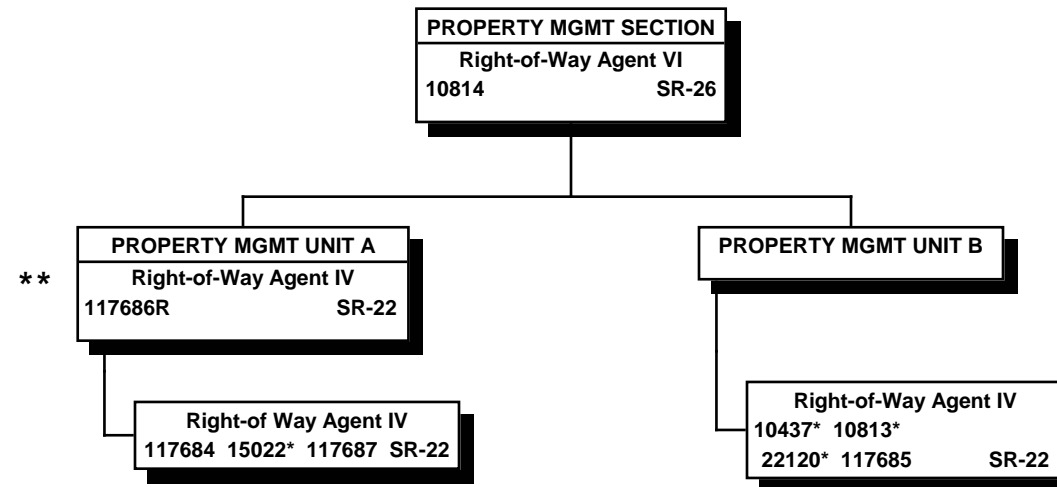 PROPERTY MGMT SECTION
Right-of-Way Agent VI
10814 SR-26
PROPERTY MGMT UNIT A
** Right-of-Way Agent IV
117686R SR-22
Right-of Way Agent IV
117684 15022* 117687 SR-22
PROPERTY MGMT UNIT B
Right-of-Way Agent IV
10437* 10813*
22120* 117685 SR-22